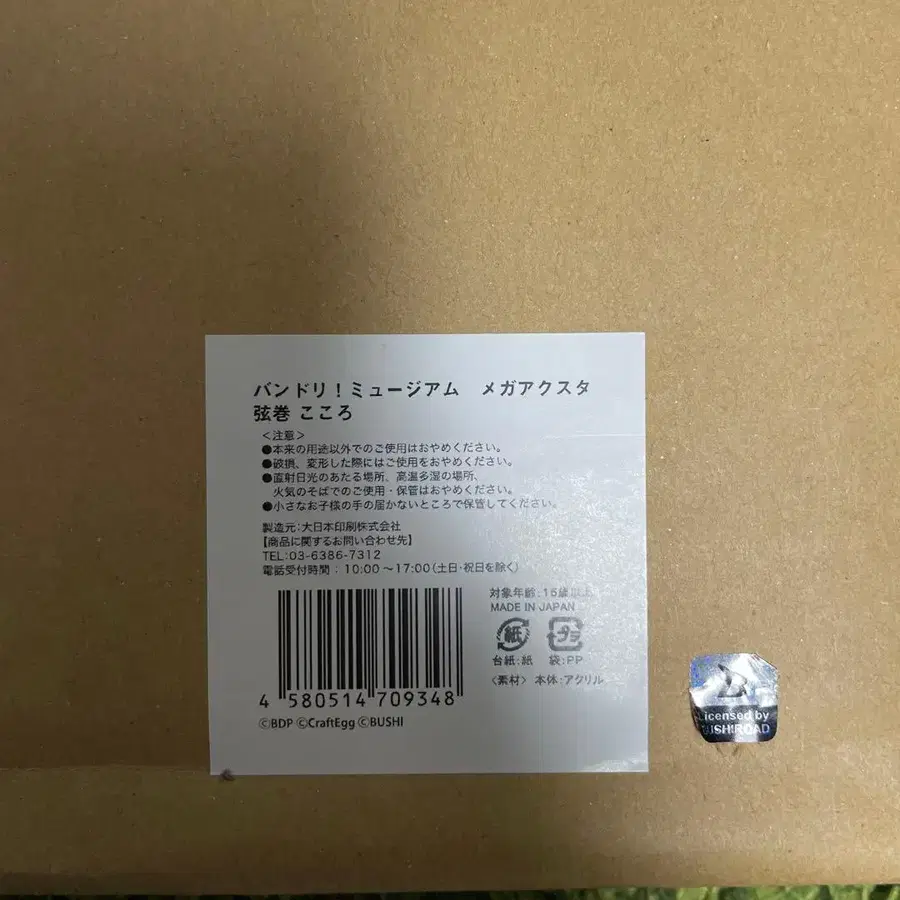 バンドリ！ミュージアム　メガアクスタ
弦巻 こころ
＜注意＞
●本来の用途以外でのご使用はおやめください。
●破損、変形した際にはご使用をおやめください。
●直射日光のあたる場所、高温多湿の場所、
火気のそばでのご使用・保管はおやめください。
●小さなお子様の手の届かないところで保管してください。
製造元：大日本印刷株式会社
【商品に関するお問い合わせ先】
TEL：03-6386-7312
電話受付時間：10:00～17:00（土日・祝日を除く）
対象年齢：15歳以上
MADE IN JAPAN
紙 プラ
台紙：紙　袋：PP
〈素材〉 本体：アクリル
4 580514 709348
©BDP ©CraftEgg ©BUSHI
Licensed by
BUSHIROAD